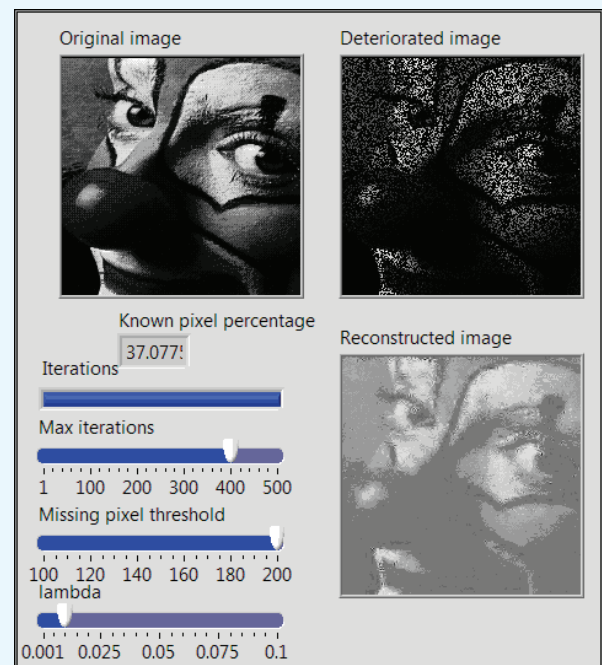 Original image
Deteriorated image
Known pixel percentage
37.077
Iterations
Max iterations
1 100 200 300 400 500
Missing pixel threshold
100 120 140 160 180 200
lambda
0.001 0.025 0.05 0.075 0.1
Reconstructed image